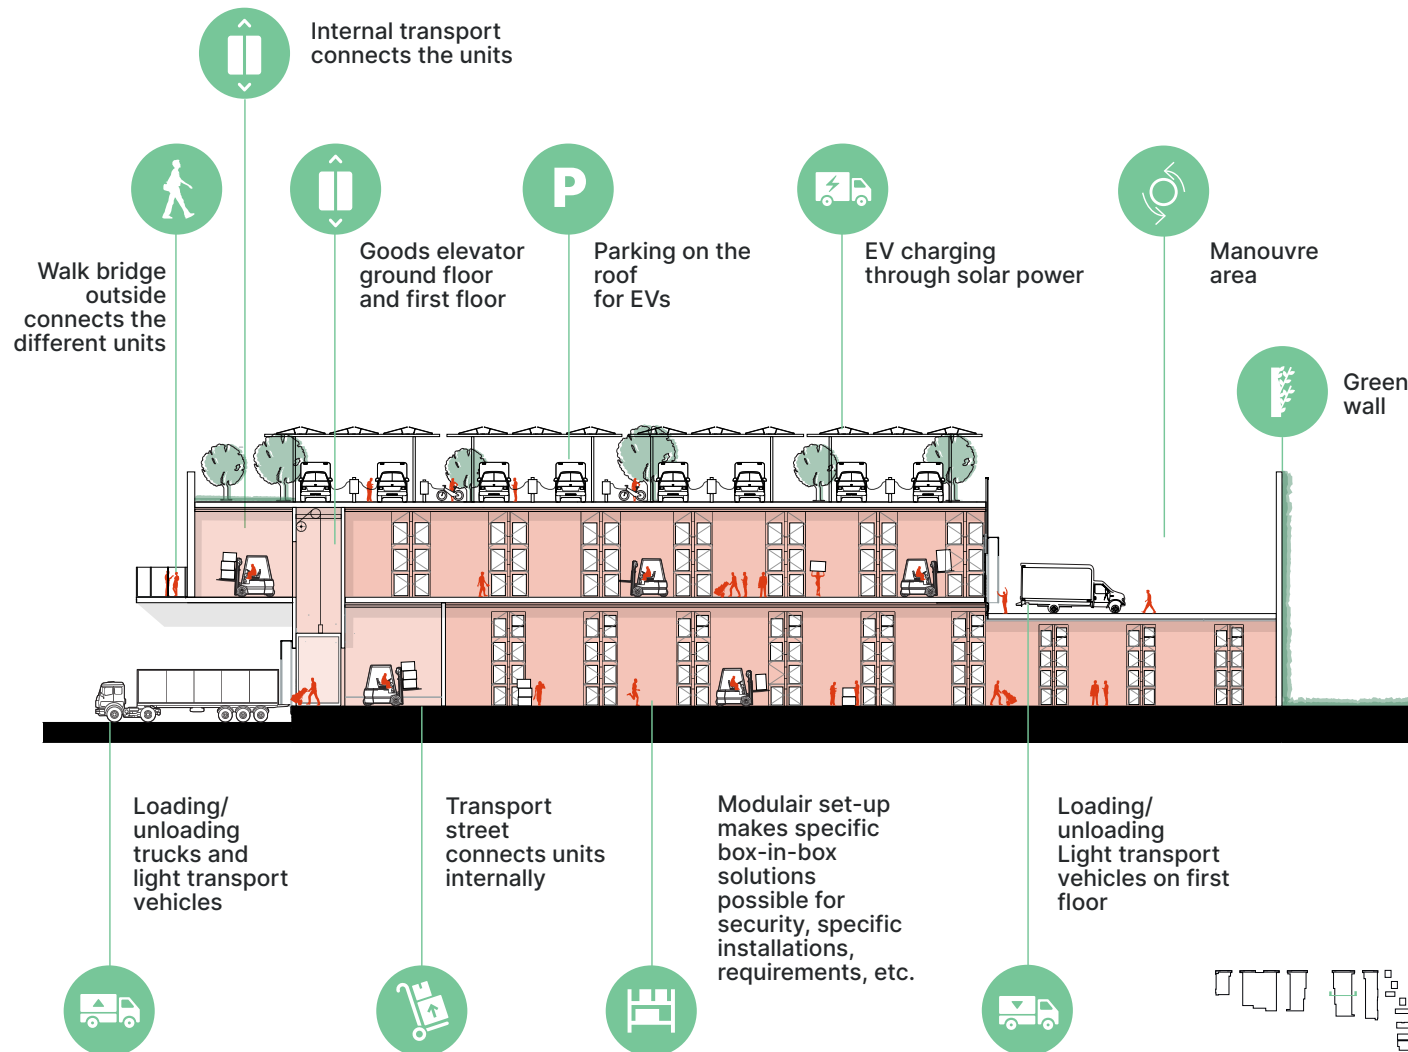 Internal transport
connects the units
Walk bridge
outside
connects the
different units
Goods elevator
ground floor
and first floor
P
Parking on the
roof
for EVs
EV charging
through solar power
Manouvre
area
Green
wall
Loading/
unloading
trucks and
light transport
vehicles
Transport
street
connects units
internally
Modulair set-up
makes specific
box-in-box
solutions
possible for
security, specific
installations,
requirements, etc.
Loading/
unloading
Light transport
vehicles on first
floor